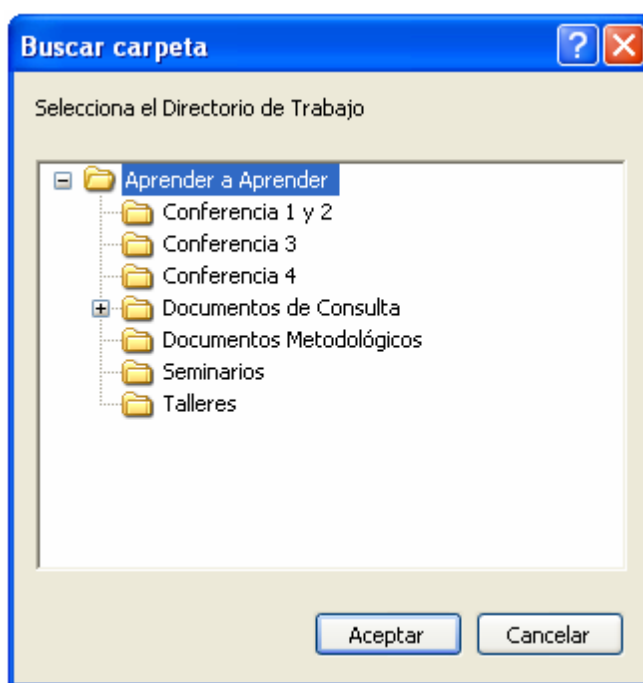 Buscar carpeta
Selecciona el Directorio de Trabajo
Aprender a Aprender
Conferencia 1 y 2
Conferencia 3
Conferencia 4
Documentos de Consulta
Documentos Metodológicos
Seminarios
Talleres
Aceptar Cancelar